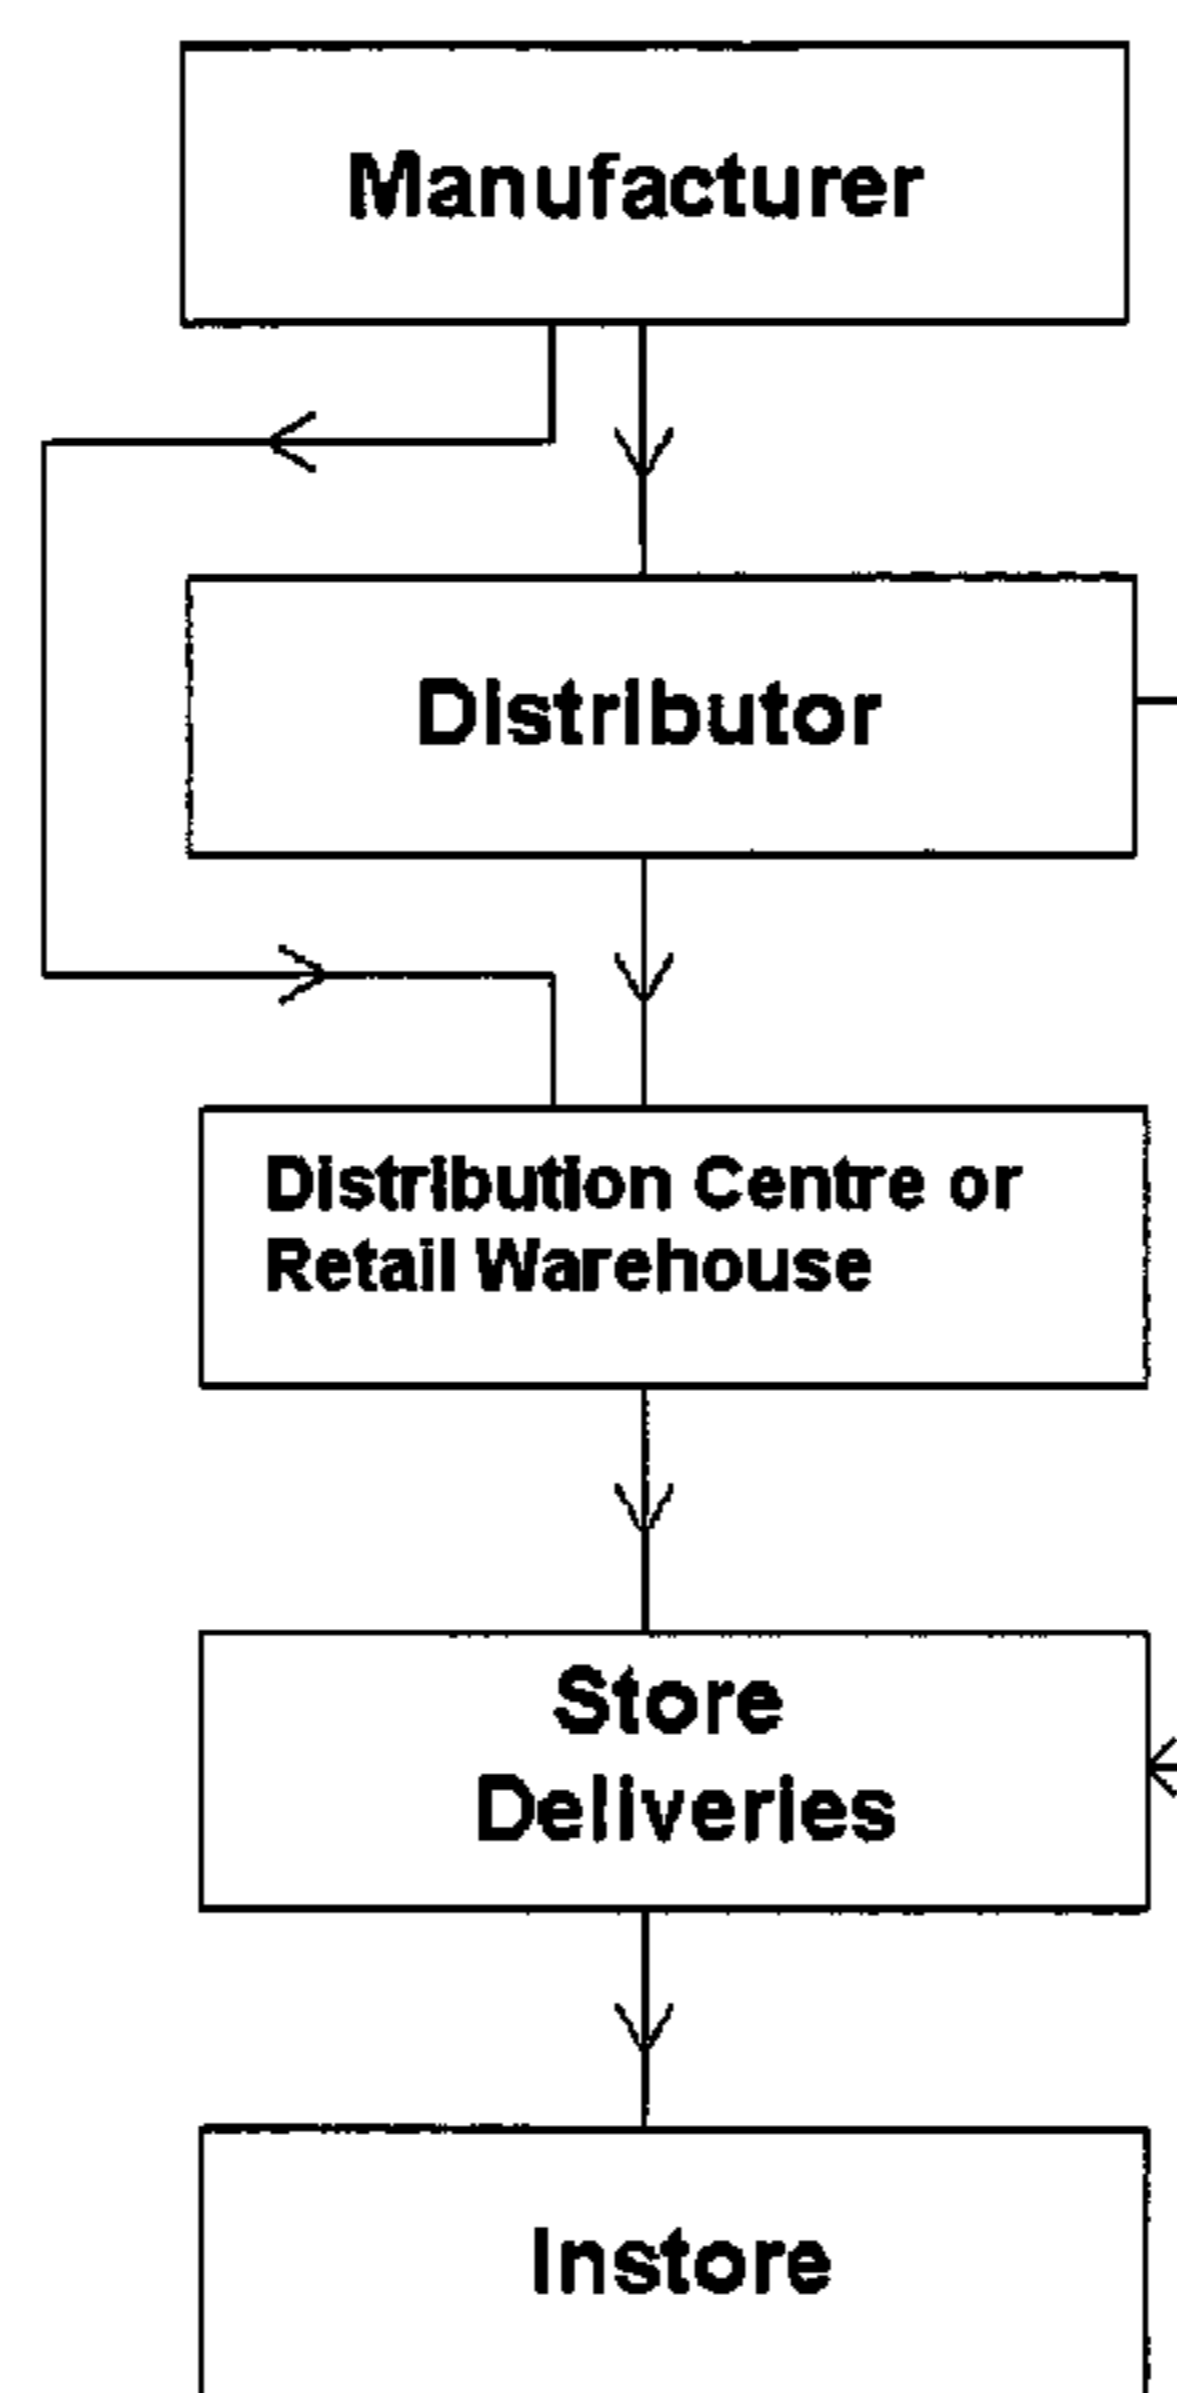 Manufacturer
Distributor
Distribution Centre or
Retail Warehouse
Store
Deliveries
Instore